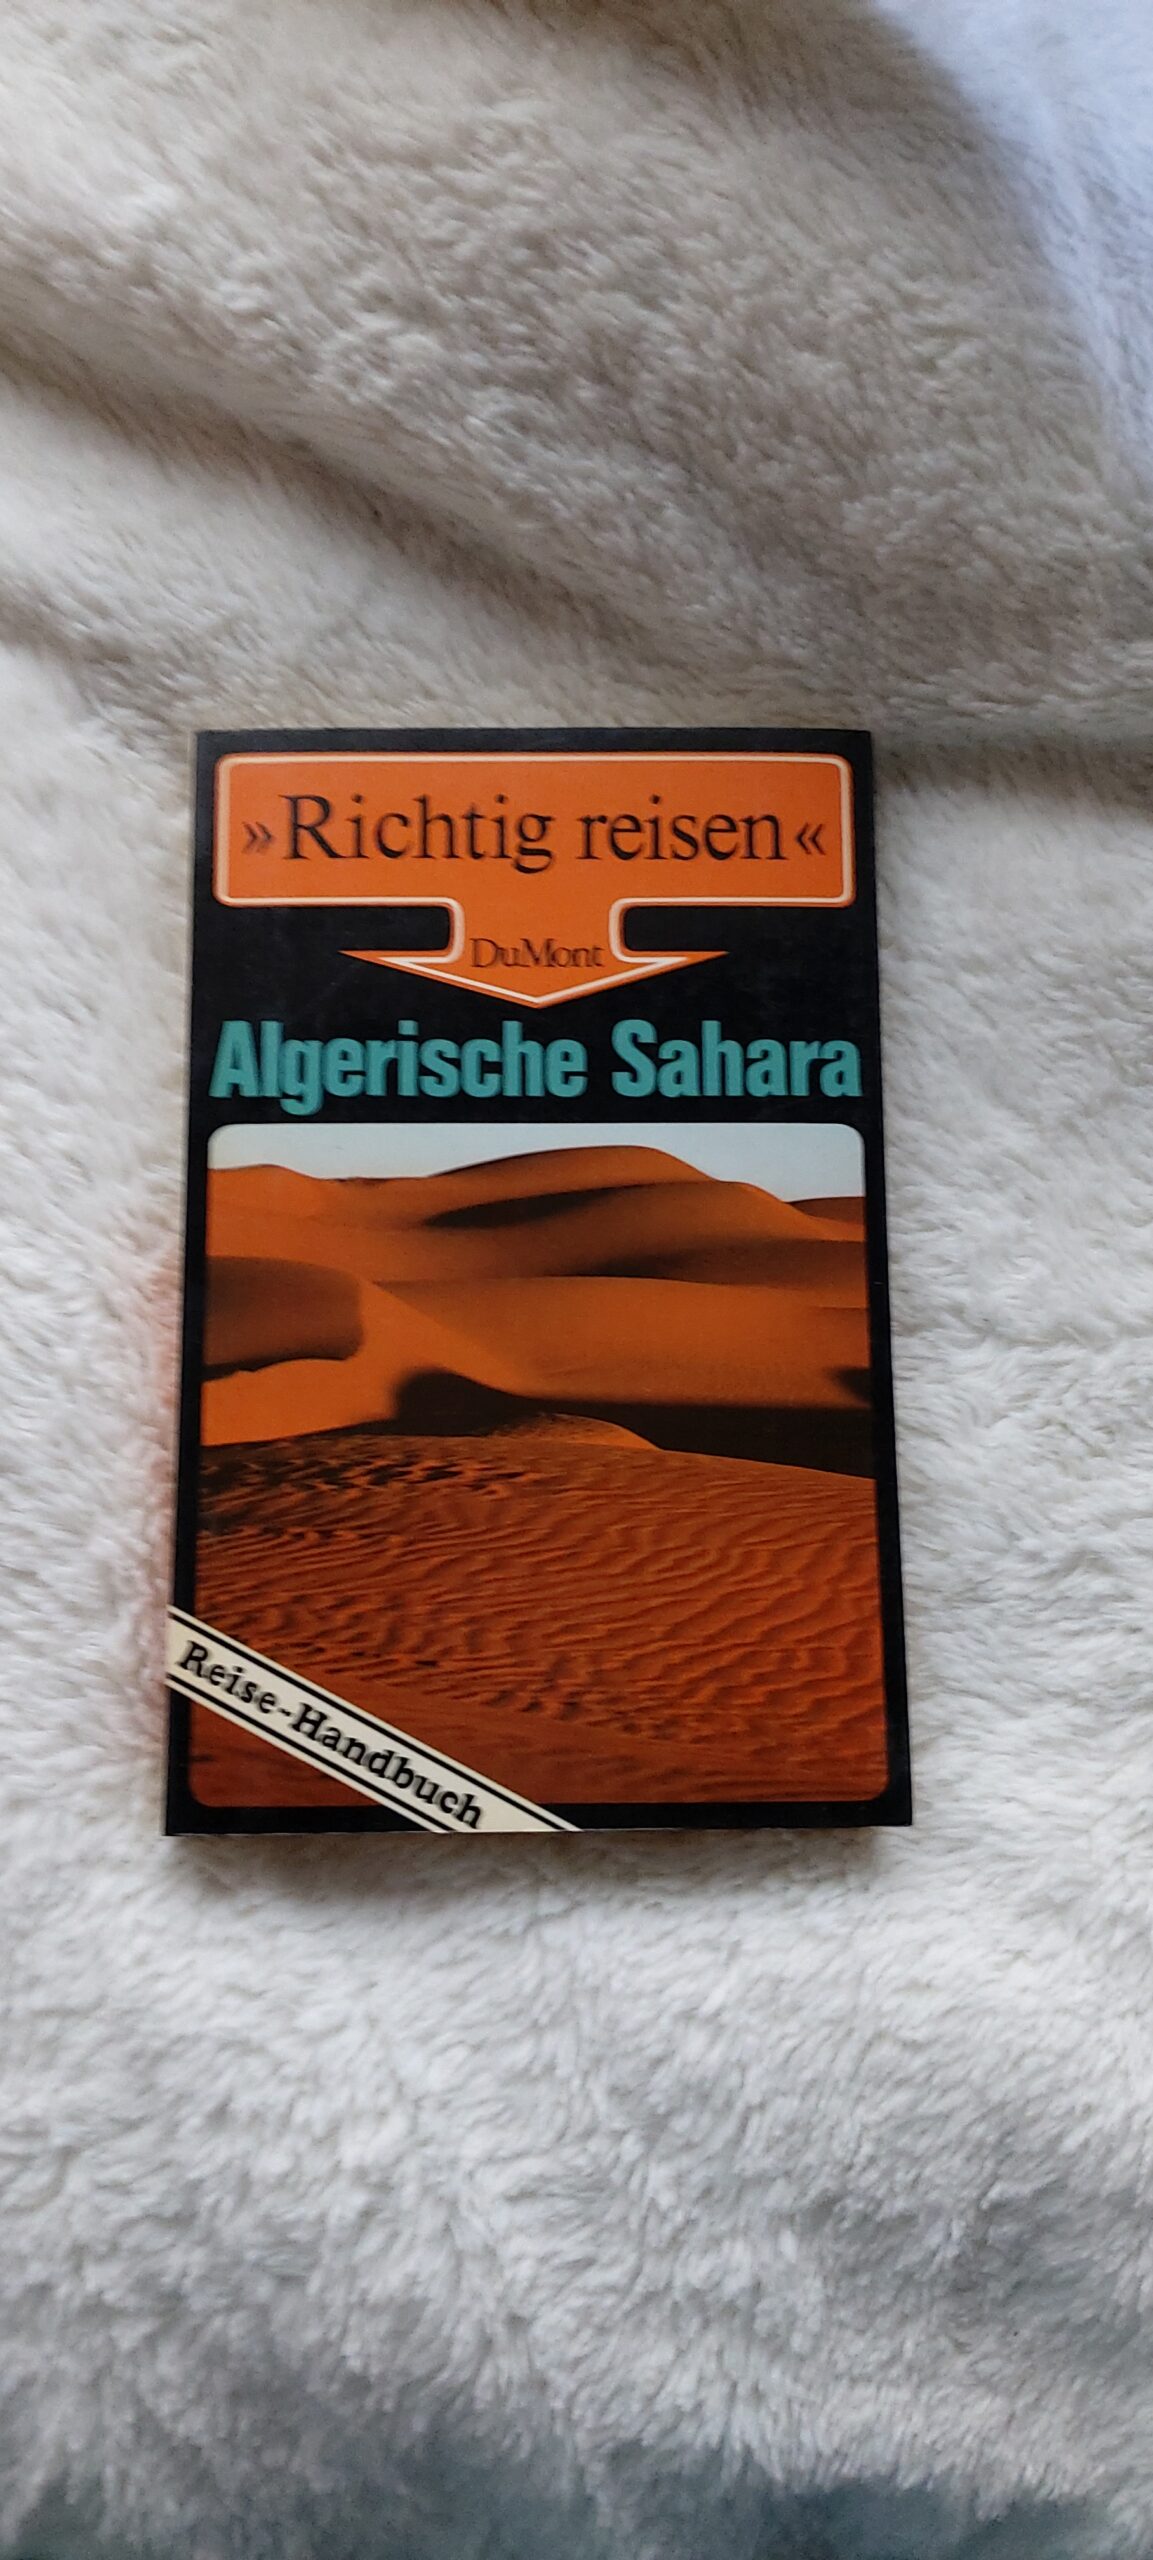 »Richtig reisen«
DuMont
Algerische Sahara
Reise-Handbuch